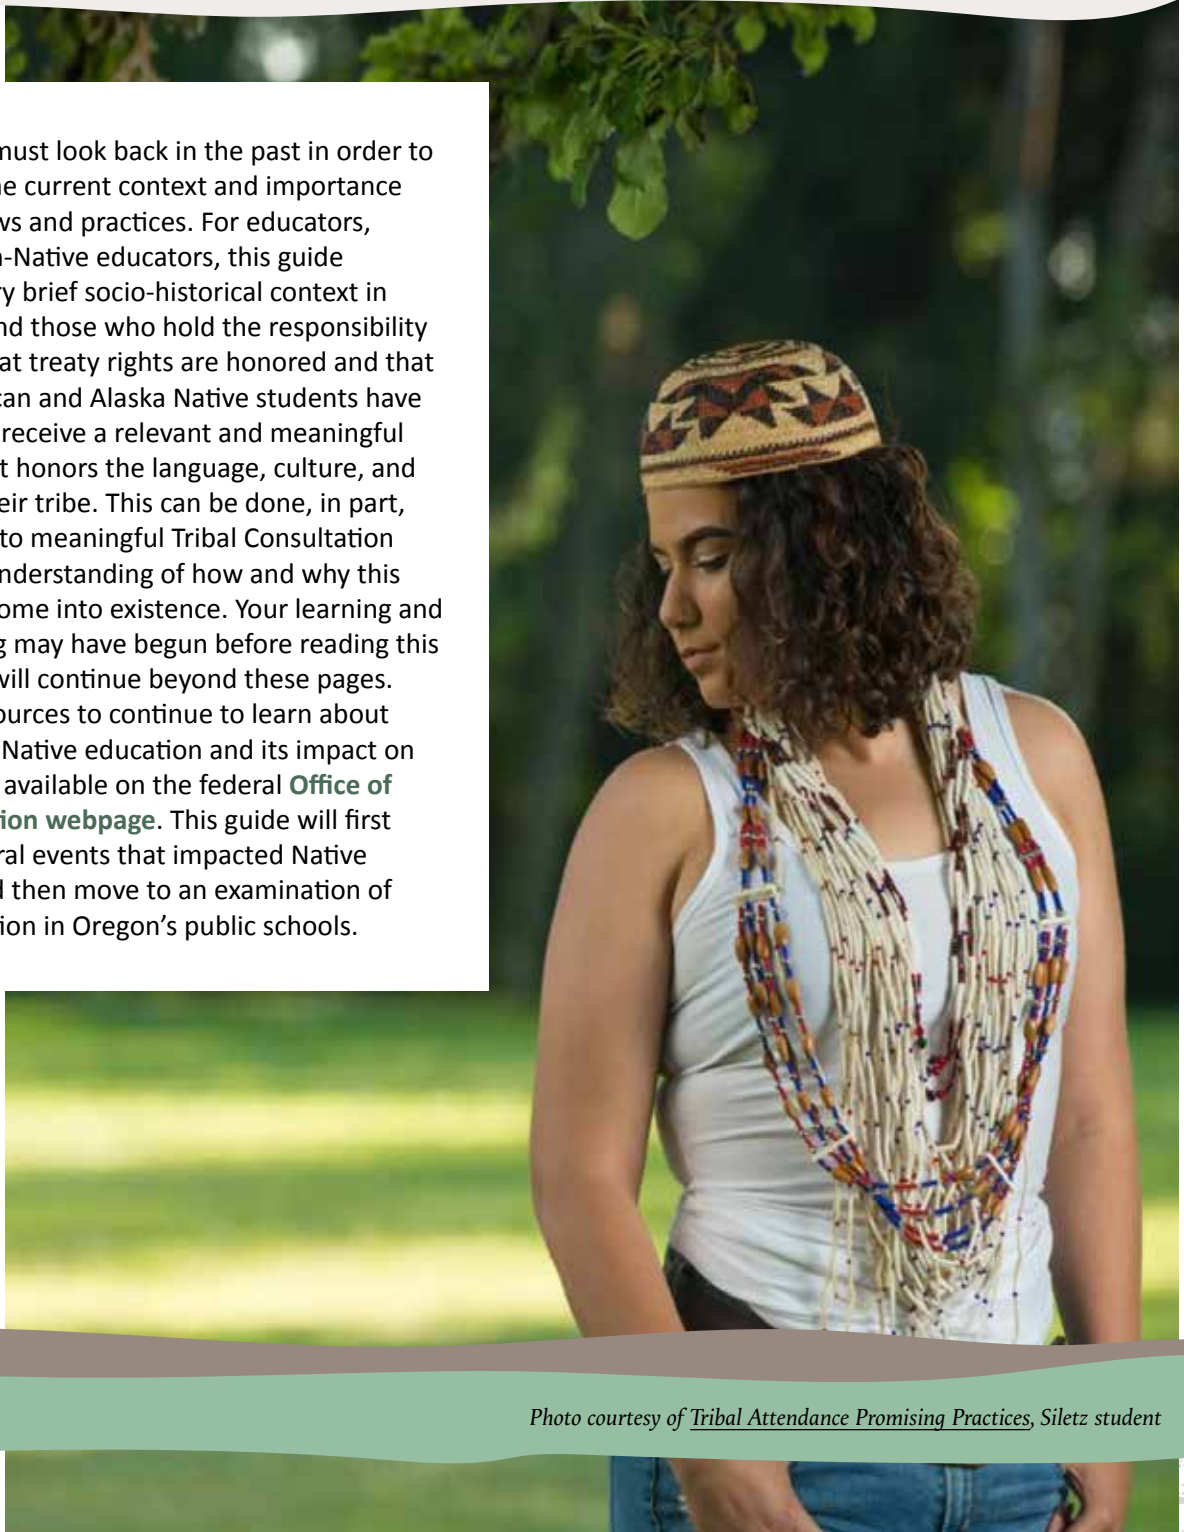 must look back in the past in order to
e current context and importance
ws and practices. For educators,
-Native educators, this guide
ry brief socio-historical context in
nd those who hold the responsibility
at treaty rights are honored and that
can and Alaska Native students have
receive a relevant and meaningful
t honors the language, culture, and
eir tribe. This can be done, in part,
to meaningful Tribal Consultation
nderstanding of how and why this
ome into existence. Your learning and
g may have begun before reading this
will continue beyond these pages.
ources to continue to learn about
Native education and its impact on
available on the federal Office of
ion webpage. This guide will first
ral events that impacted Native
d then move to an examination of
ion in Oregon’s public schools.
Photo courtesy of Tribal Attendance Promising Practices, Siletz student